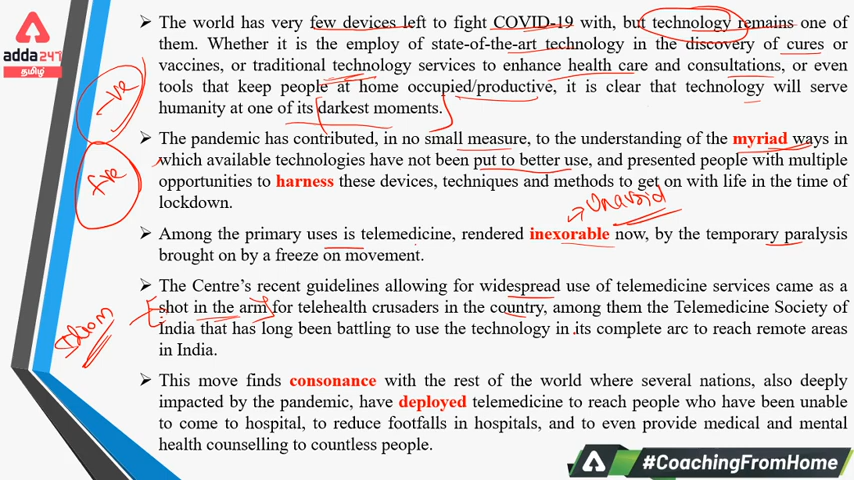 adda247
தமிழ்
The world has very few devices left to fight COVID-19 with, but technology remains one of
them. Whether it is the employ of state-of-the-art technology in the discovery of cures or
vaccines, or traditional technology services to enhance health care and consultations, or even
tools that keep people at home occupied/productive, it is clear that technology will serve
humanity at one of its darkest moments.
-ve
The pandemic has contributed, in no small measure, to the understanding of the myriad ways in
which available technologies have not been put to better use, and presented people with multiple
opportunities to harness these devices, techniques and methods to get on with life in the time of
lockdown.
+ve
Unavoid
Among the primary uses is telemedicine, rendered inexorable now, by the temporary paralysis
brought on by a freeze on movement.
The Centre's recent guidelines allowing for widespread use of telemedicine services came as a
shot in the arm for telehealth crusaders in the country, among them the Telemedicine Society of
India that has long been battling to use the technology in its complete arc to reach remote areas
in India.
Idiom
This move finds consonance with the rest of the world where several nations, also deeply
impacted by the pandemic, have deployed telemedicine to reach people who have been unable
to come to hospital, to reduce footfalls in hospitals, and to even provide medical and mental
health counselling to countless people.
#CoachingFromHome